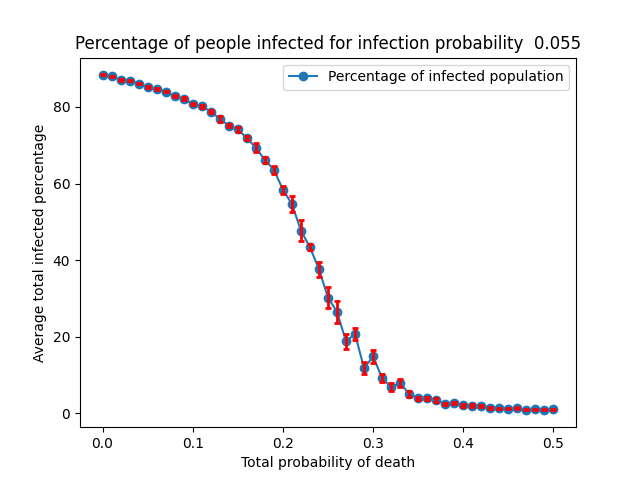 Percentage of people infected for infection probability  0.055
Percentage of infected population
Average total infected percentage
80
60
40
20
0
0.0 0.1 0.2 0.3 0.4 0.5
Total probability of death